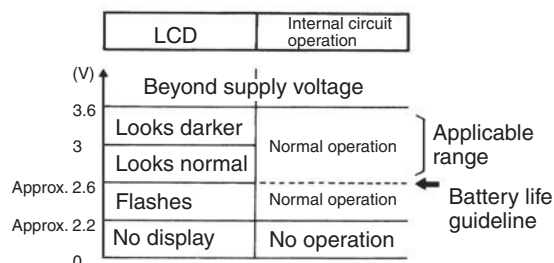 LCD
Internal circuit
operation
(V)
Beyond supply voltage
3.6
Looks darker
Normal operation
Applicable
range
3
Looks normal
Approx. 2.6
Battery life
guideline
Flashes
Normal operation
Approx. 2.2
No display
No operation
0